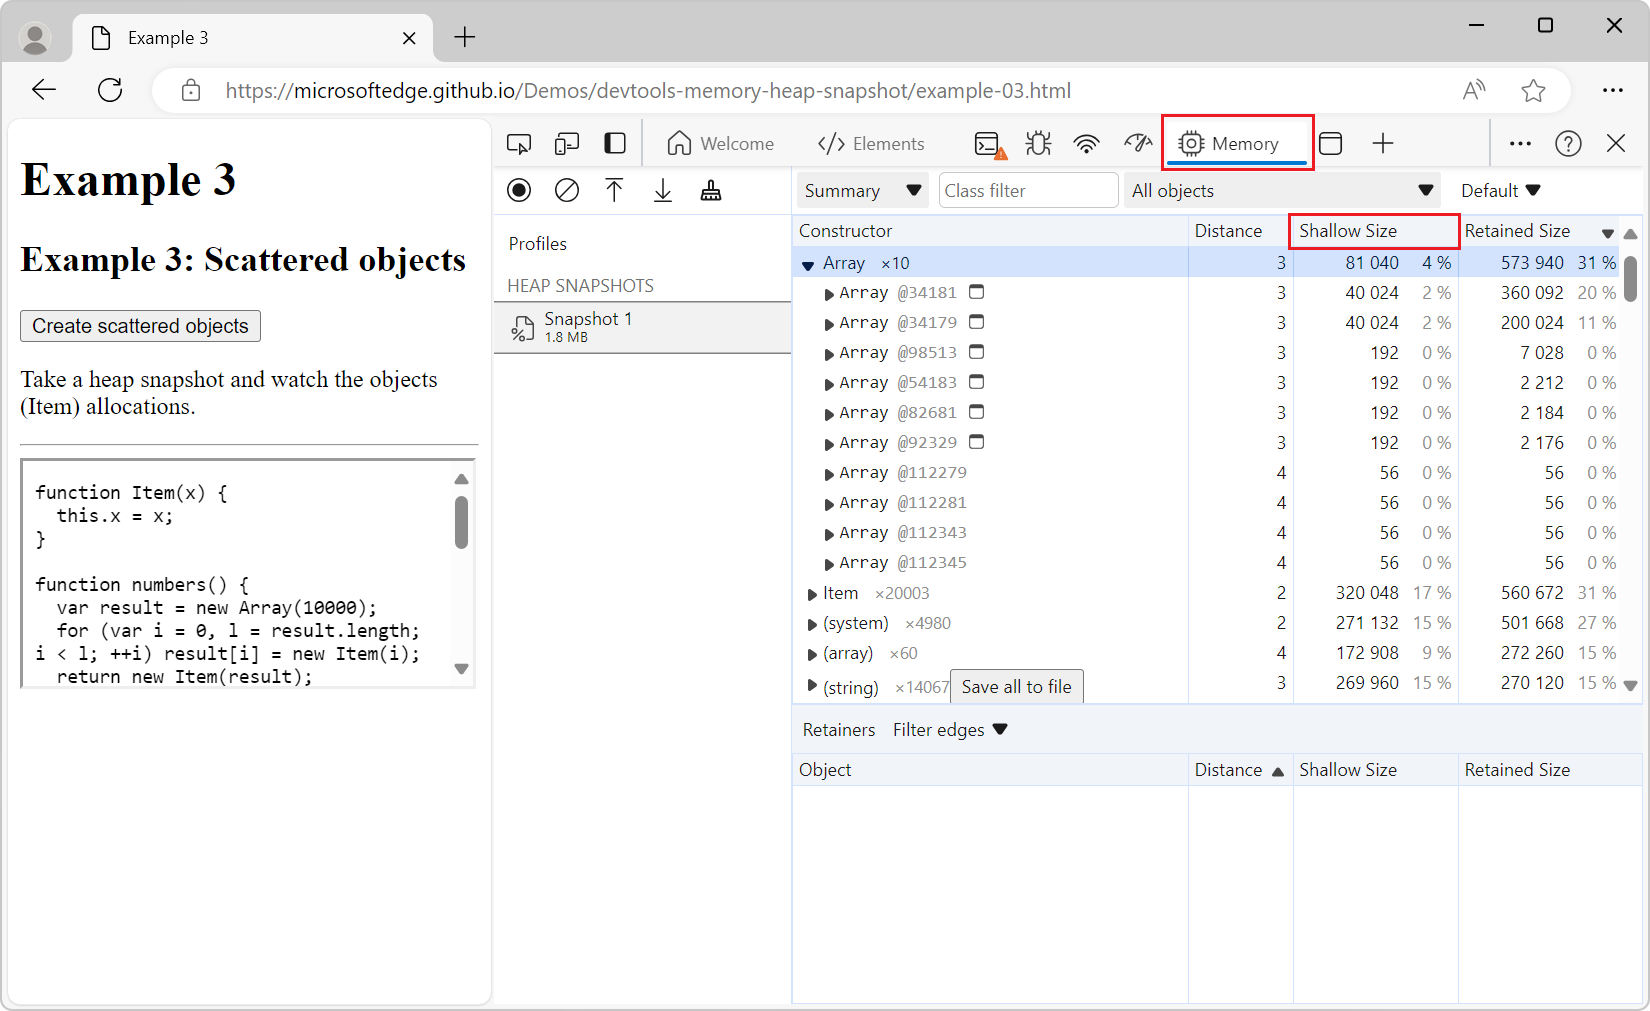 Example 3
https://microsoftedge.github.io/Demos/devtools-memory-heap-snapshot/example-03.html
Example 3
Example 3: Scattered objects
Create scattered objects
Take a heap snapshot and watch the objects
(Item) allocations.
function Item(x) {
this.x = x;
}
function numbers() {
var result = new Array(10000);
for (var i = 0, l = result.length;
i < l; ++i) result[i] = new Item(i);
return new Item(result);
Welcome Elements Memory
Profiles
HEAP SNAPSHOTS
Snapshot 1
1.8 MB
Summary Class filter All objects Default
Constructor Distance Shallow Size Retained Size
Array ×10 3 81 040 4 % 573 940 31 %
Array @34181 3 40 024 2 % 360 092 20 %
Array @34179 3 40 024 2 % 200 024 11 %
Array @98513 3 192 0 % 7 028 0 %
Array @54183 3 192 0 % 2 212 0 %
Array @82681 3 192 0 % 2 184 0 %
Array @92329 3 192 0 % 2 176 0 %
Array @112279 4 56 0 % 56 0 %
Array @112281 4 56 0 % 56 0 %
Array @112343 4 56 0 % 56 0 %
Array @112345 4 56 0 % 56 0 %
Item ×20003 2 320 048 17 % 560 672 31 %
(system) ×4980 2 271 132 15 % 501 668 27 %
(array) ×60 4 172 908 9 % 272 260 15 %
(string) ×14067 Save all to file 3 269 960 15 % 270 120 15 %
Retainers Filter edges
Object Distance Shallow Size Retained Size